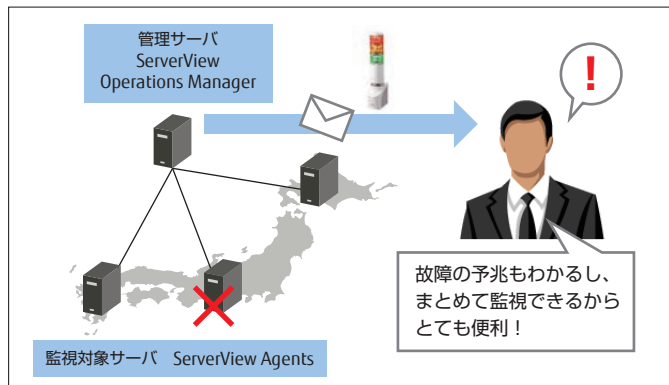 管理サーバ
ServerView
Operations Manager
!
故障の予兆もわかるし、
まとめて監視できるから
とても便利！
監視対象サーバ　ServerView Agents